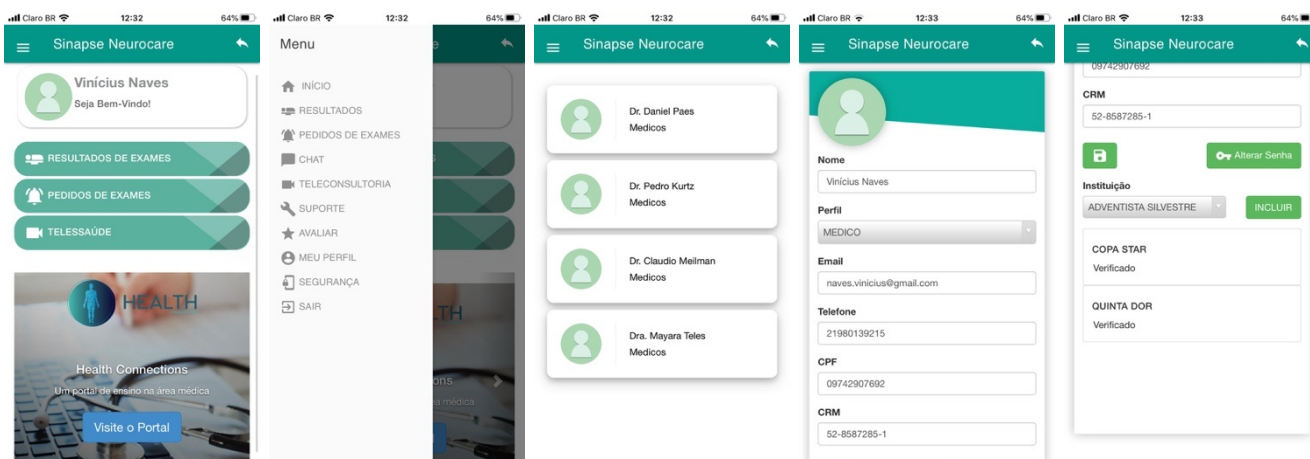 Claro BR 12:32 64%
Sinapse Neurocare
Vinícius Naves
Seja Bem-Vindo!
RESULTADOS DE EXAMES
PEDIDOS DE EXAMES
TELESSAÚDE
HEALTH
Health Connections
Um portal de ensino na área médica
Visite o Portal
Claro BR 12:32 64%
Menu
INÍCIO
RESULTADOS
PEDIDOS DE EXAMES
CHAT
TELECONSULTORIA
SUPORTE
AVALIAR
MEU PERFIL
SEGURANÇA
SAIR
LTH
ons
a médica
Claro BR 12:32 64%
Sinapse Neurocare
Dr. Daniel Paes
Medicos
Dr. Pedro Kurtz
Medicos
Dr. Claudio Meilman
Medicos
Dra. Mayara Teles
Medicos
Claro BR 12:33 64%
Sinapse Neurocare
Nome
Vinícius Naves
Perfil
MEDICO
Email
naves.vinicius@gmail.com
Telefone
21980139215
CPF
09742907692
CRM
52-8587285-1
Claro BR 12:33 64%
Sinapse Neurocare
09742907692
CRM
52-8587285-1
Alterar Senha
Instituição
ADVENTISTA SILVESTRE INCLUIR
COPA STAR
Verificado
QUINTA DOR
Verificado